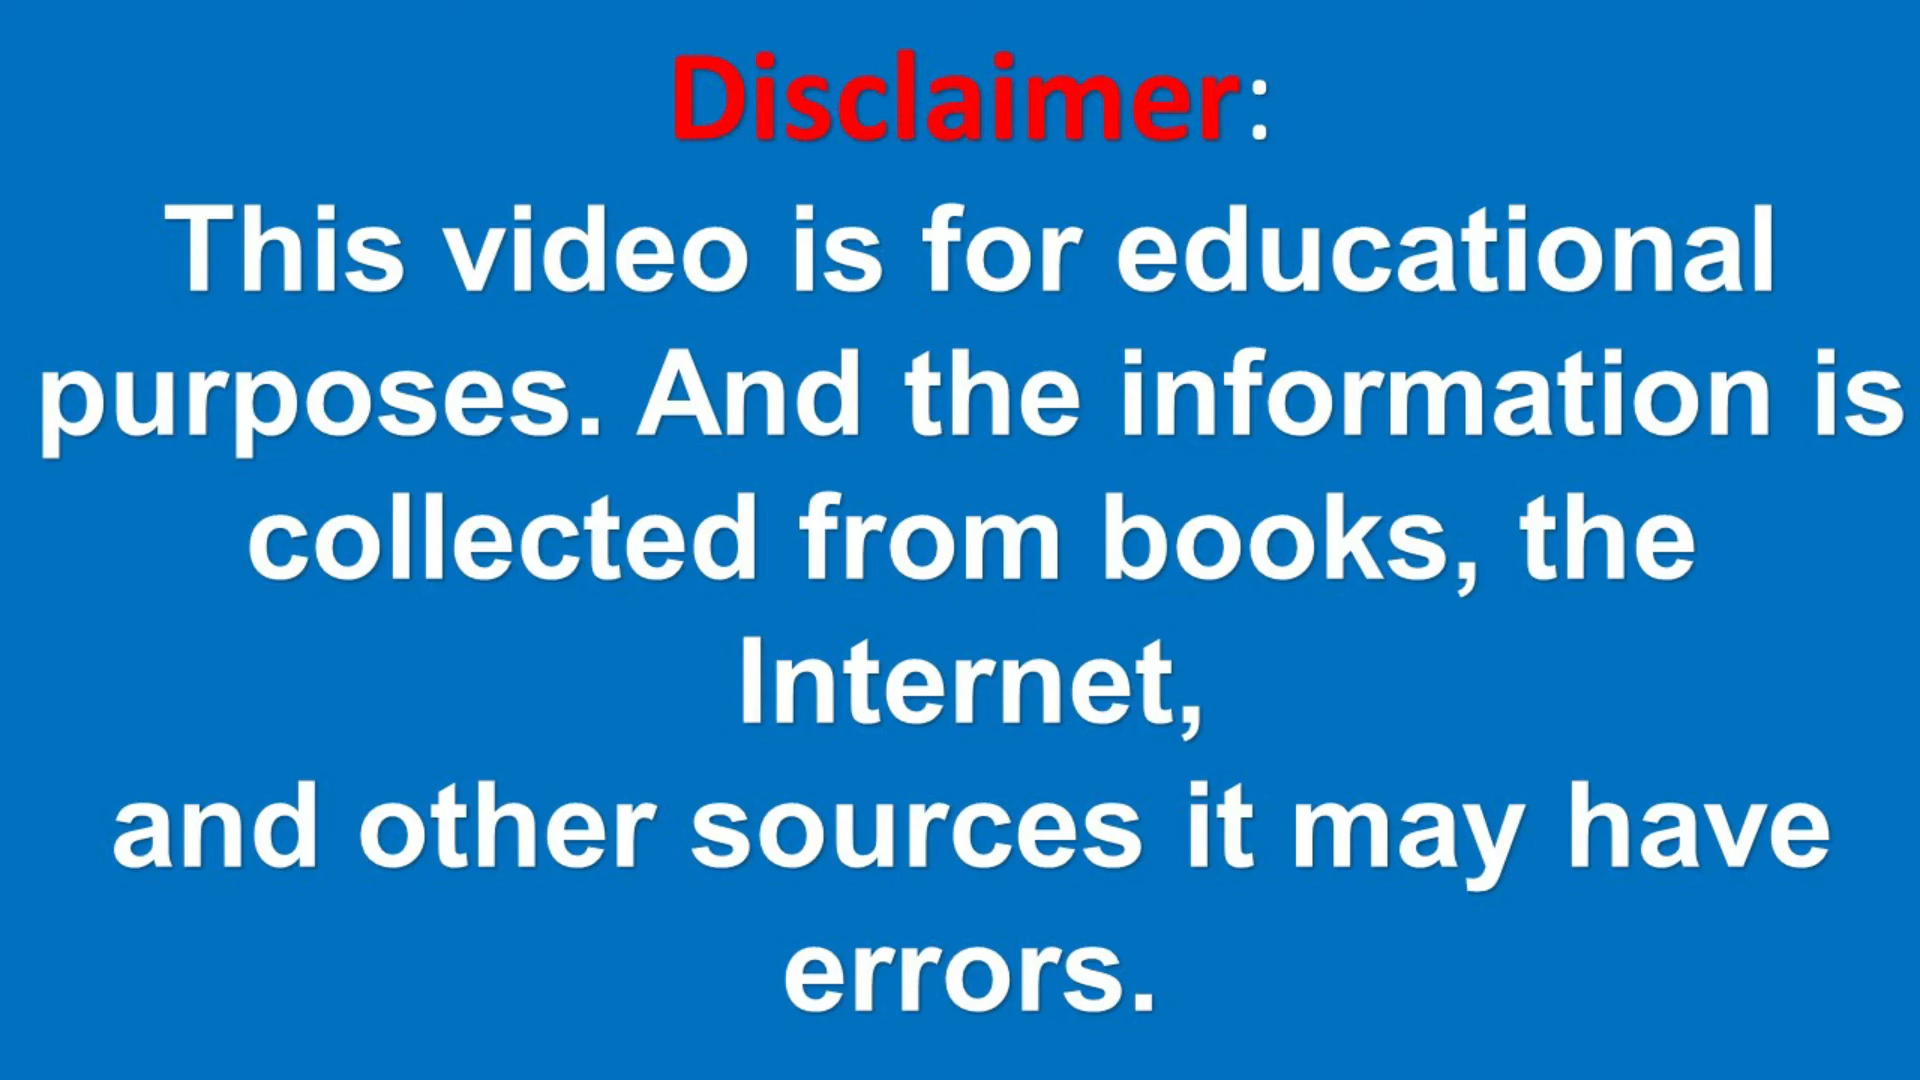 Disclaimer:
This video is for educational
purposes. And the information is
collected from books, the
Internet,
and other sources it may have
errors.